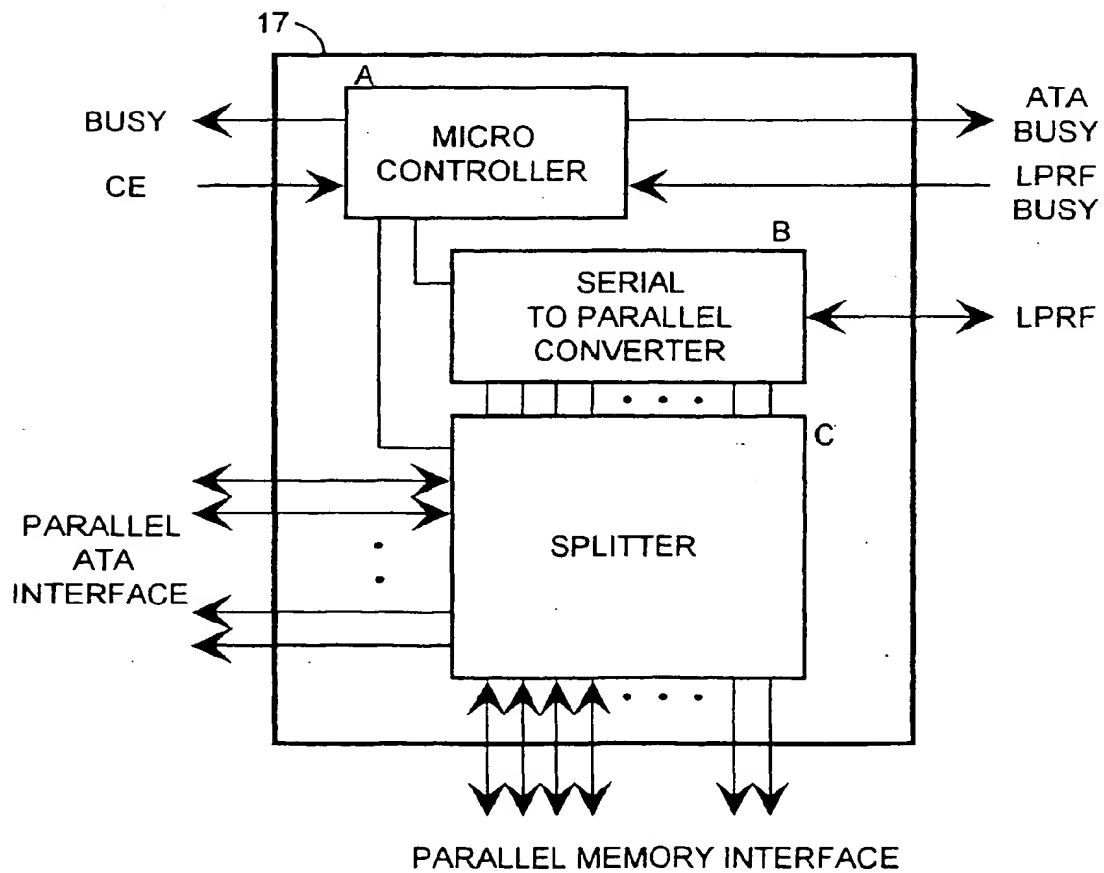 17
A
BUSY
MICRO
CONTROLLER
ATA
BUSY
CE
LPRF
BUSY
B
SERIAL
TO PARALLEL
CONVERTER
LPRF
C
SPLITTER
PARALLEL
ATA
INTERFACE
PARALLEL MEMORY INTERFACE